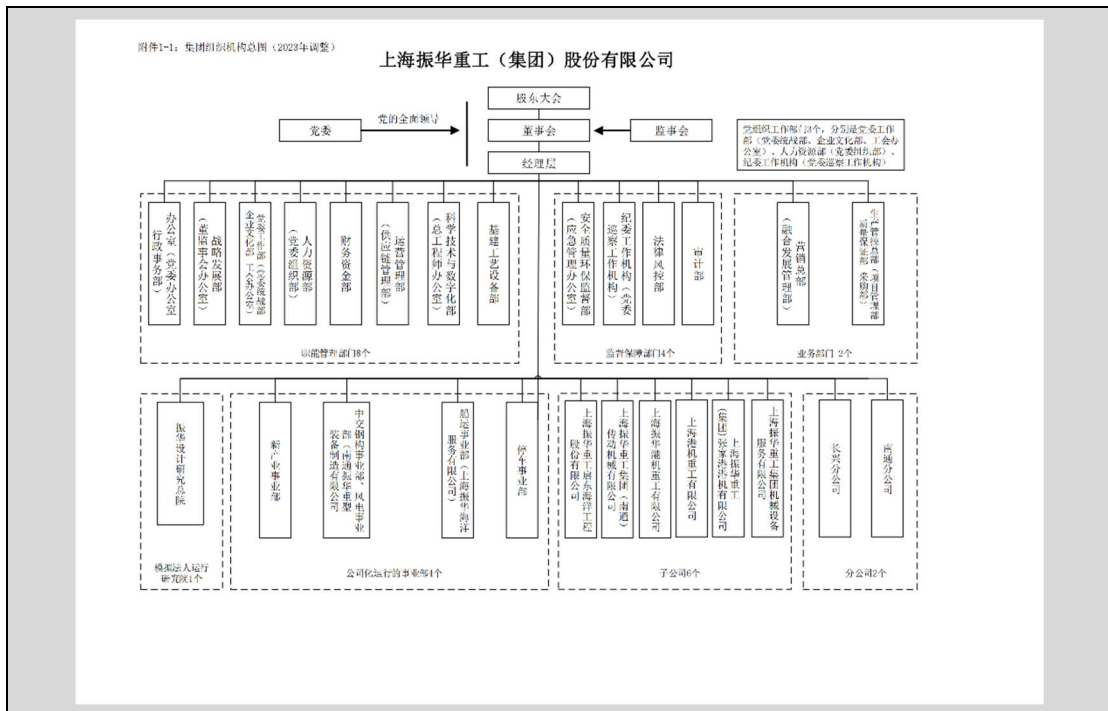 附件1-1：集团组织机构总图（2023年调整）
上海振华重工（集团）股份有限公司
股东大会
党委
党的全面领导
董事会
监事会
党组织工作部门3个，分别是党委工作
部（党委统战部、企业文化部、工会办
公室）、人力资源部（党委组织部）、
纪委工作机构（党委巡察工作机构）
经理层
办公室（党委办公室
行政事务部）
战略发展部
（董监事会办公室）
党委工作部（党委统战部
企业文化部 工会办公室）
人力资源部
（党委组织部）
财务资金部
运营管理部
（供应链管理部）
科学技术与数字化部
（总工程师办公室）
基建工艺设备部
安全质量环保监督部
（应急管理办公室）
纪委工作机构（党委
巡察工作机构）
法律风控部
审计部
营销总部
（融合发展管理部）
生产管控总部（项目管理部
质量保证部 采购部）
职能管理部门8个
监督保障部门4个
业务部门 2个
振华设计研究总院
新产业事业部
中交钢构事业部、风电事业
部（南通振华重型
装备制造有限公司）
船运事业部（上海振华海洋
服务有限公司）
停车事业部
上海振华重工启东海洋工程
股份有限公司
上海振华重工集团（南通）
传动机械有限公司
上海振华港机重工有限公司
上海港机重工有限公司
上海振华重工
（集团）张家港港机有限公司
上海振华重工集团机械设备
服务有限公司
长兴分公司
南通分公司
模拟法人运行
研究院1个
公司化运行的事业部4个
子公司6个
分公司2个